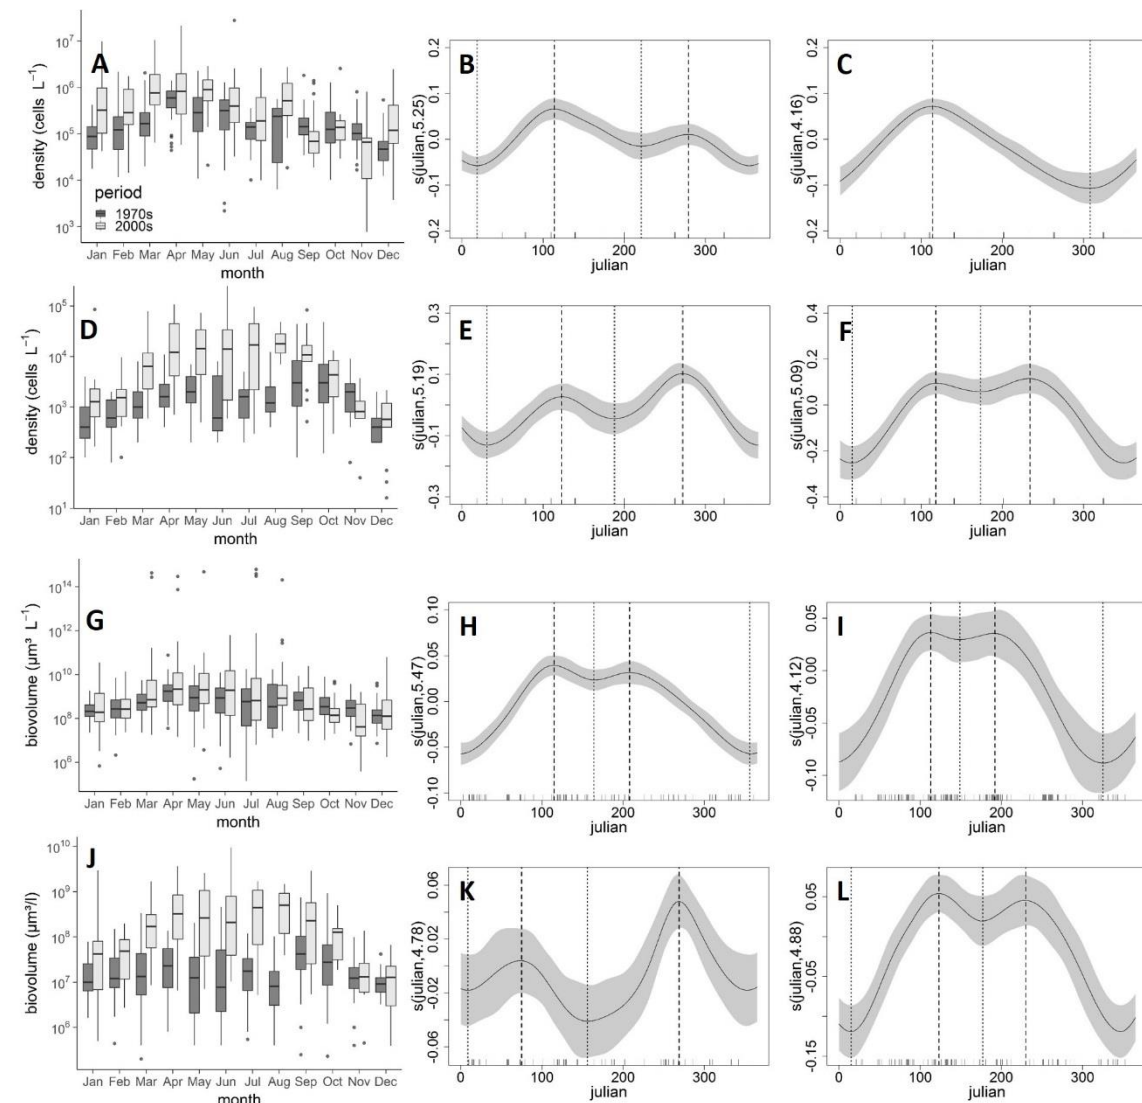 A
density (cells L⁻¹)
10⁷
10⁶
10⁵
10⁴
10³
period
1970s
2000s
Jan Feb Mar Apr May Jun Jul Aug Sep Oct Nov Dec
month
B
s(julian,5.25)
0.2
0.1
-0.1
-0.2
0 100 200 300
julian
C
s(julian,4.16)
0.2
0.1
-0.1
-0.2
0 100 200 300
julian
D
density (cells L⁻¹)
10⁵
10⁴
10³
10²
10¹
Jan Feb Mar Apr May Jun Jul Aug Sep Oct Nov Dec
month
E
s(julian,5.19)
0.3
0.1
-0.1
-0.3
0 100 200 300
julian
F
s(julian,5.09)
0.4
0.2
0.0
-0.2
-0.4
0 100 200 300
julian
G
biovolume (µm³ L⁻¹)
10¹⁴
10¹²
10¹⁰
10⁸
10⁶
Jan Feb Mar Apr May Jun Jul Aug Sep Oct Nov Dec
month
H
s(julian,5.47)
0.10
0.05
0.00
-0.05
-0.10
0 100 200 300
julian
I
s(julian,4.12)
0.05
0.00
-0.10
0 100 200 300
julian
J
biovolume (µm³/l)
10¹⁰
10⁹
10⁸
10⁷
10⁶
Jan Feb Mar Apr May Jun Jul Aug Sep Oct Nov Dec
month
K
s(julian,4.78)
0.06
0.02
-0.02
-0.06
0 100 200 300
julian
L
s(julian,4.88)
0.05
-0.05
-0.15
0 100 200 300
julian